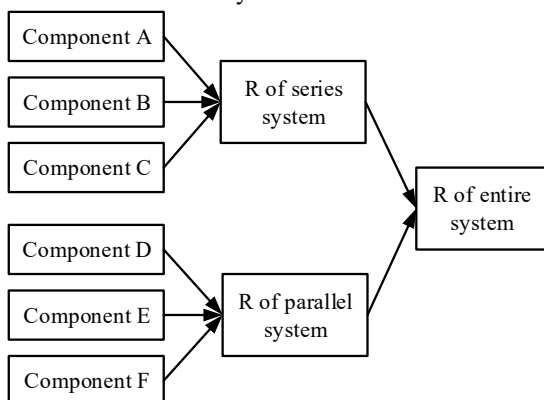 Component A
Component B
Component C
R of series
system
R of entire
system
Component D
Component E
Component F
R of parallel
system